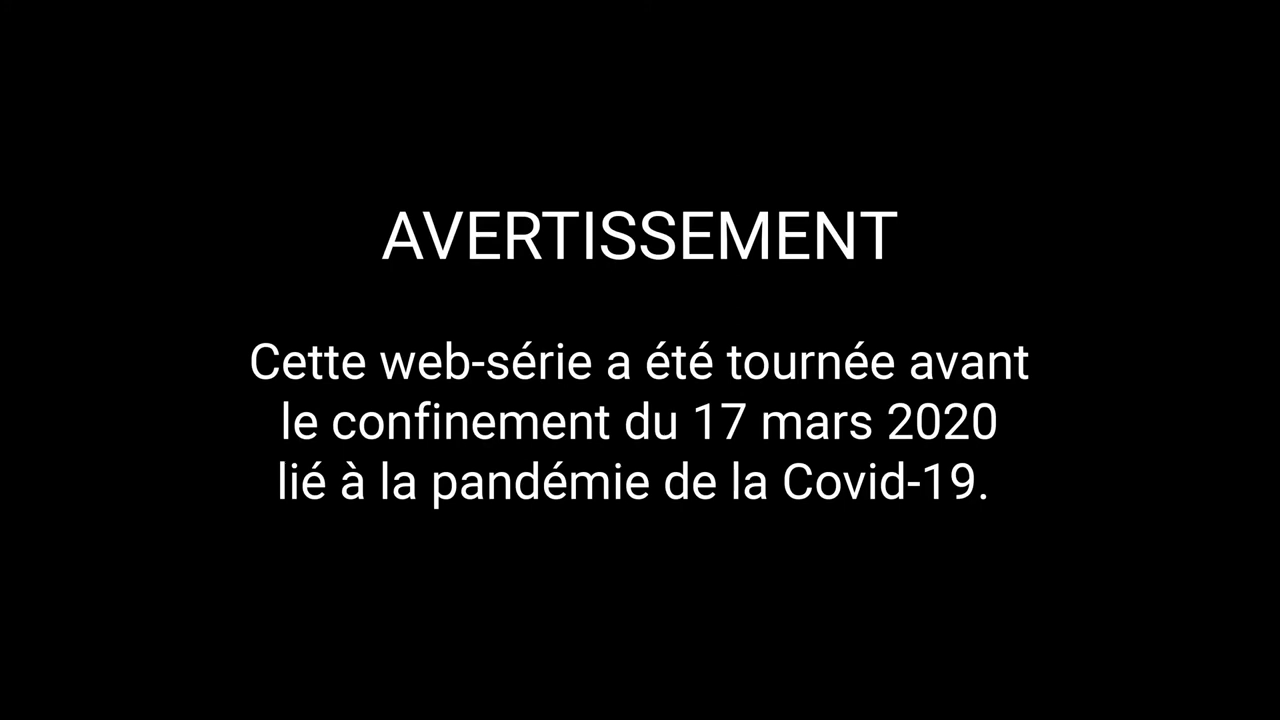 AVERTISSEMENT
Cette web-série a été tournée avant
le confinement du 17 mars 2020
lié à la pandémie de la Covid-19.